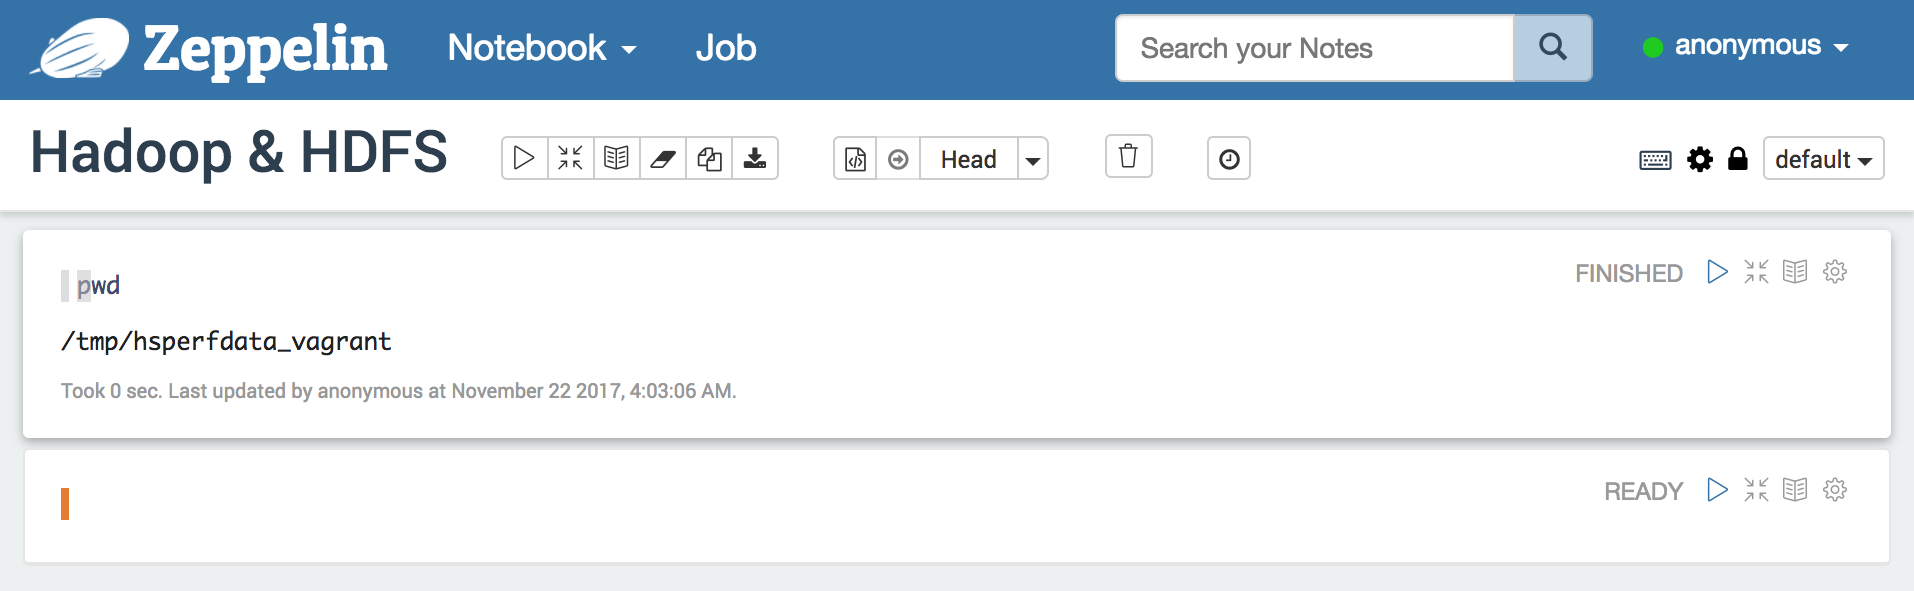 Zeppelin Notebook Job Search your Notes anonymous
Hadoop & HDFS Head default
pwd FINISHED
/tmp/hsperfdata_vagrant
Took 0 sec. Last updated by anonymous at November 22 2017, 4:03:06 AM.
READY